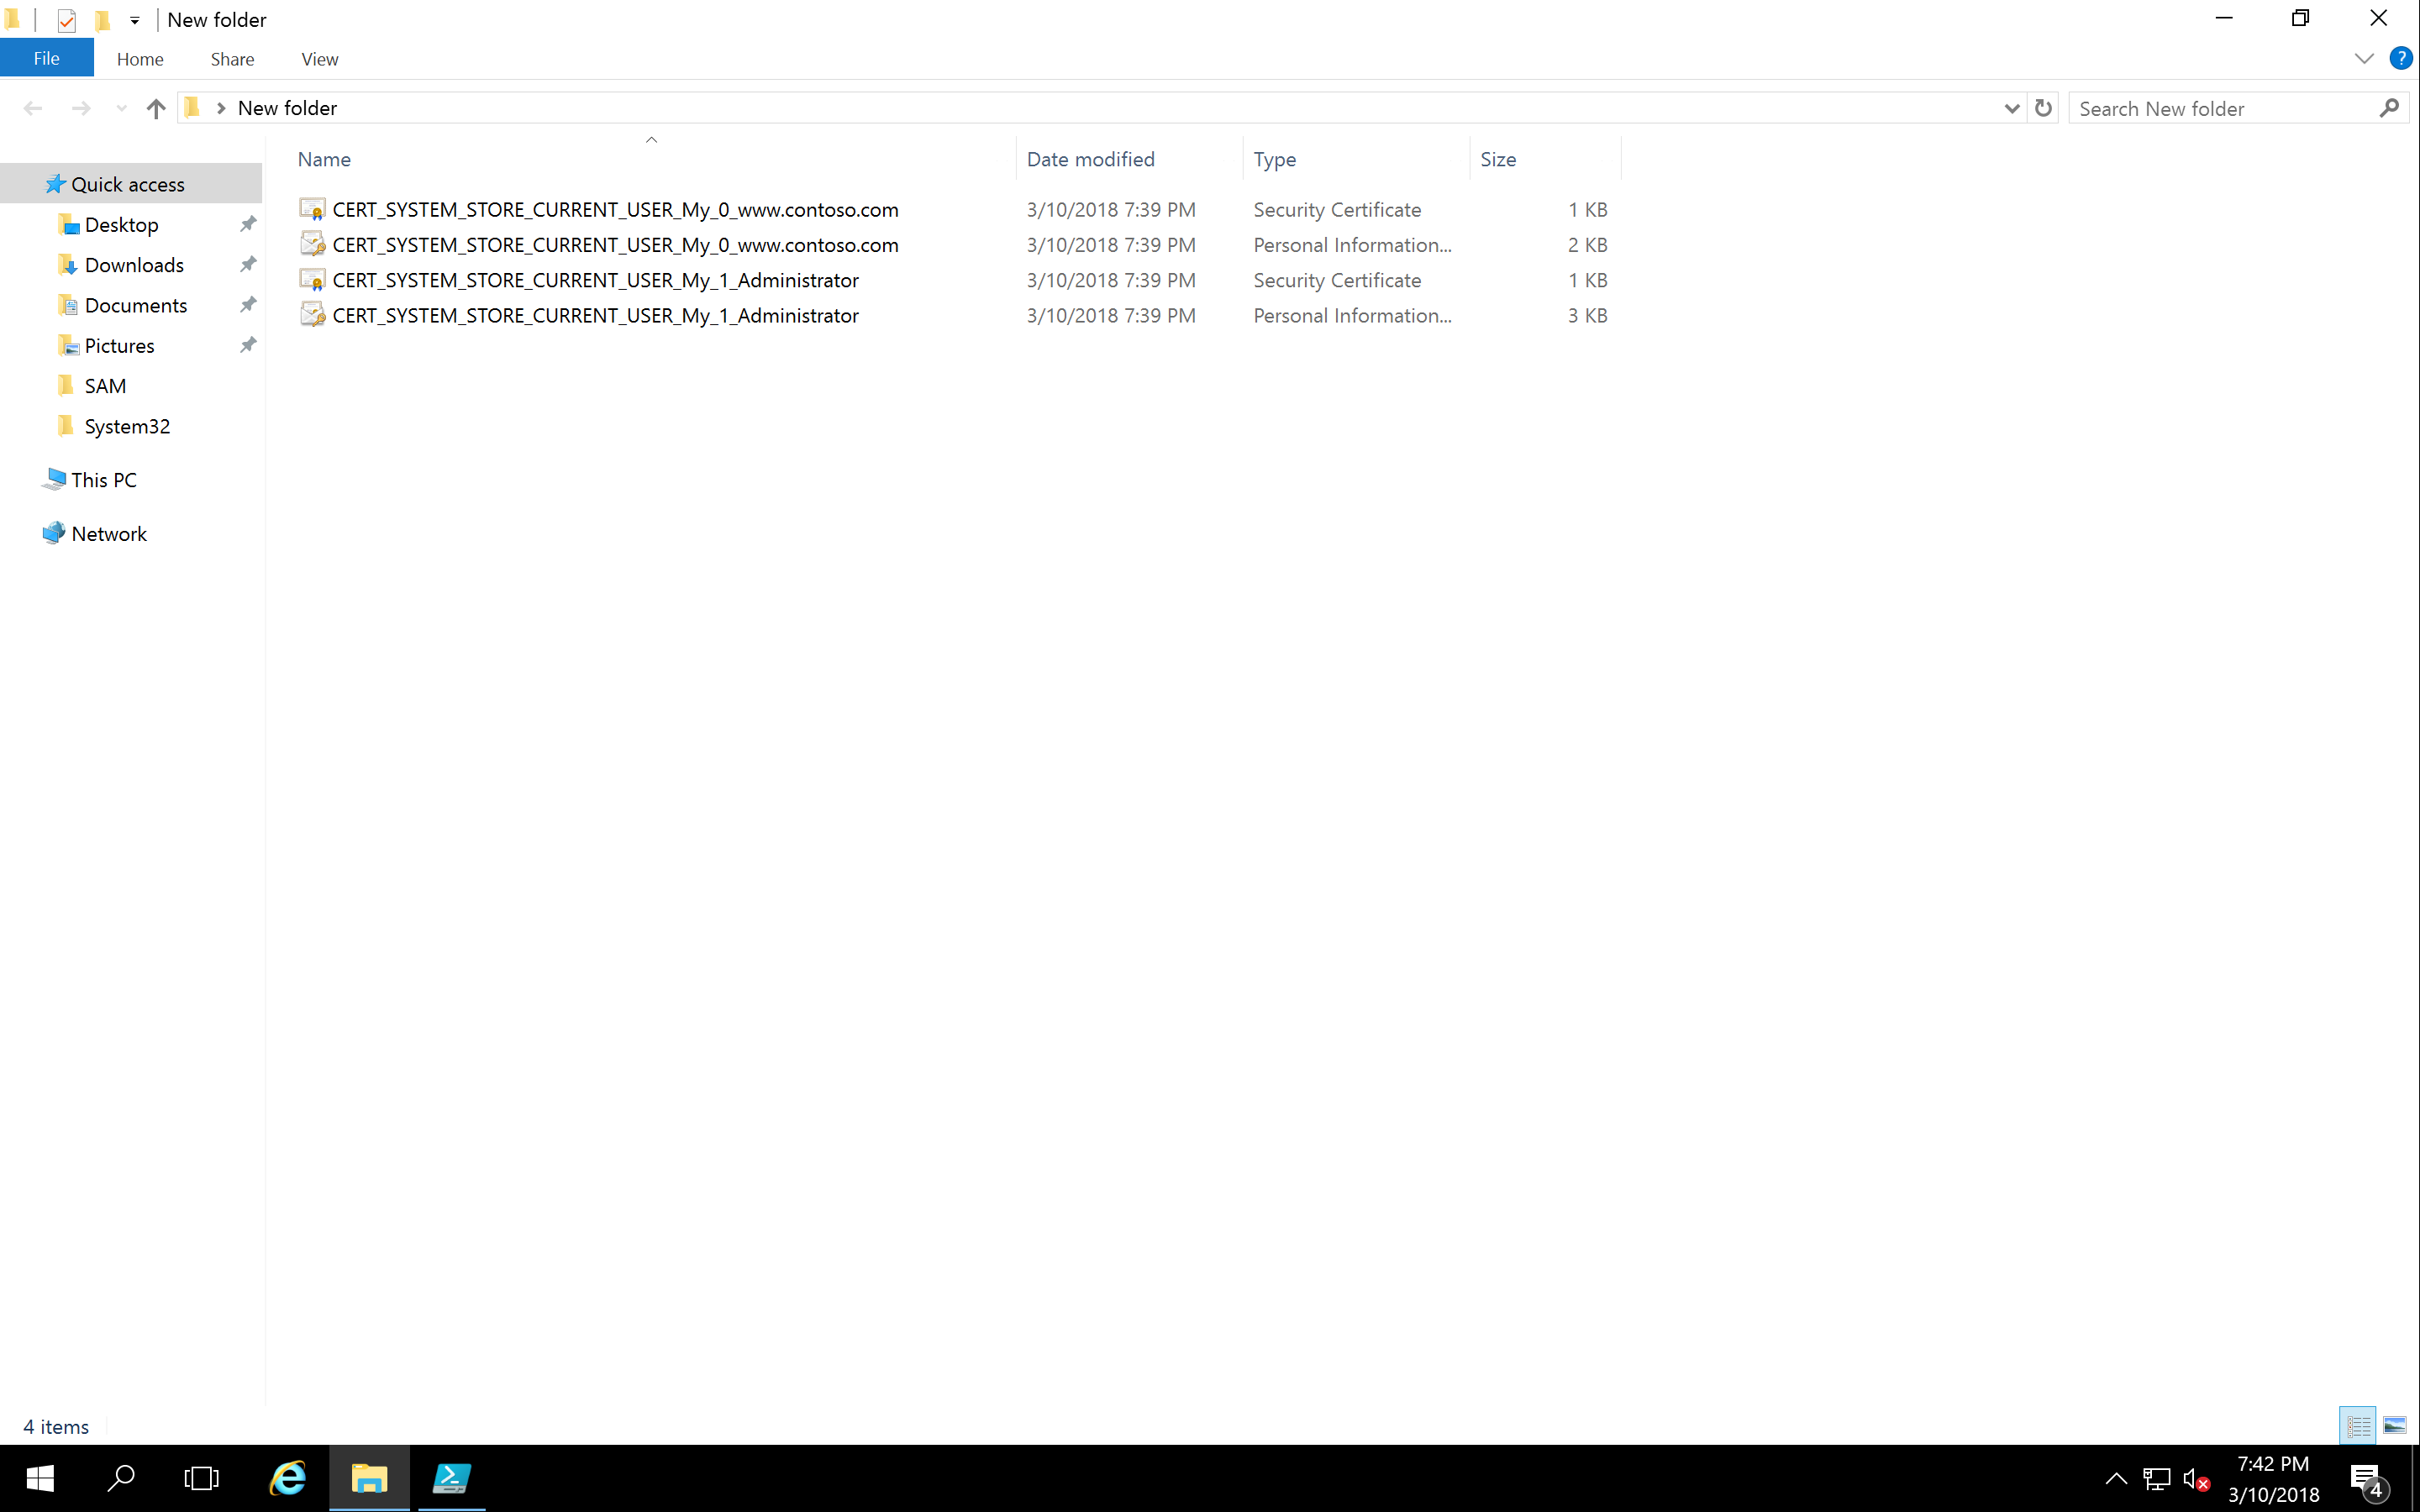 New folder
File Home Share View ?
New folder Search New folder
Name Date modified Type Size
Quick access
Desktop
Downloads
Documents
Pictures
SAM
System32
This PC
Network
CERT_SYSTEM_STORE_CURRENT_USER_My_0_www.contoso.com 3/10/2018 7:39 PM Security Certificate 1 KB
CERT_SYSTEM_STORE_CURRENT_USER_My_0_www.contoso.com 3/10/2018 7:39 PM Personal Information... 2 KB
CERT_SYSTEM_STORE_CURRENT_USER_My_1_Administrator 3/10/2018 7:39 PM Security Certificate 1 KB
CERT_SYSTEM_STORE_CURRENT_USER_My_1_Administrator 3/10/2018 7:39 PM Personal Information... 3 KB
4 items
7:42 PM
3/10/2018
4